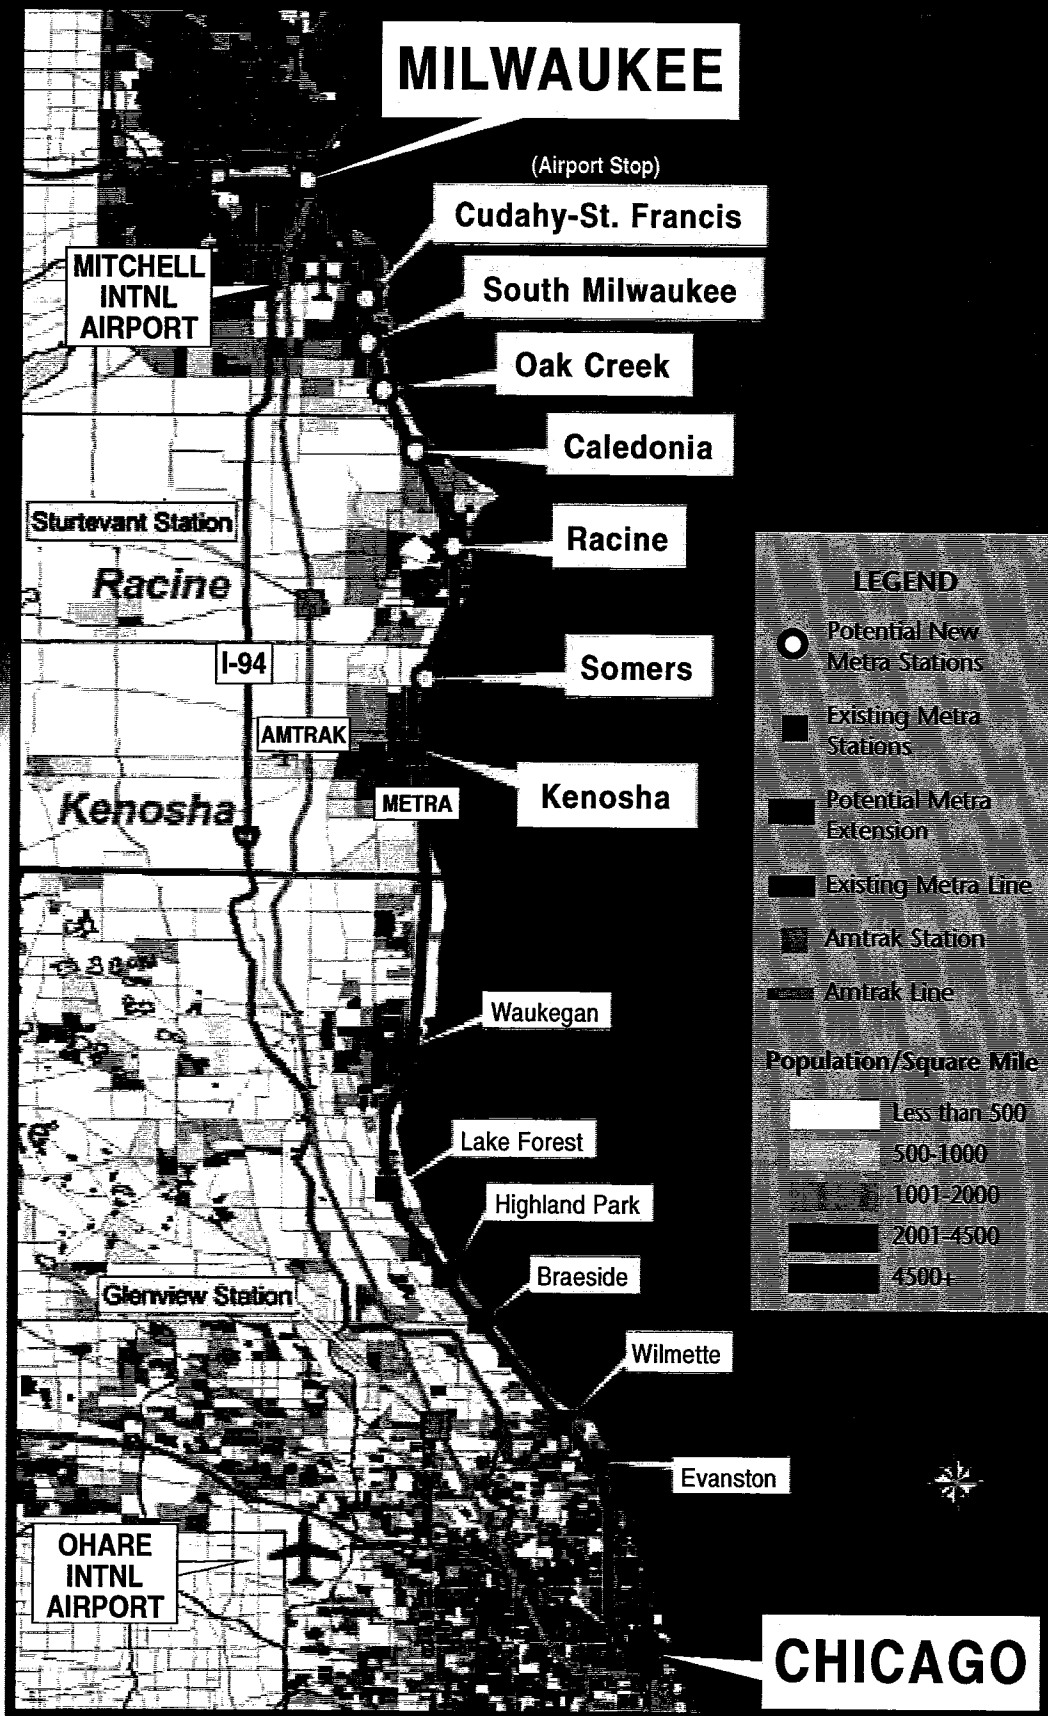 MILWAUKEE
(Airport Stop)
Cudahy-St. Francis
MITCHELL
INTNL
AIRPORT
South Milwaukee
Oak Creek
Caledonia
Sturtevant Station
Racine
Racine
LEGEND
Potential New
Metra Stations
Existing Metra
Stations
Potential Metra
Extension
Existing Metra Line
Amtrak Station
Amtrak Line
Population/Square Mile
Less than 500
500-1000
1001-2000
2001-4500
4500+
I-94
Somers
AMTRAK
Kenosha
METRA
Kenosha
Waukegan
Lake Forest
Highland Park
Braeside
Glenview Station
Wilmette
Evanston
OHARE
INTNL
AIRPORT
CHICAGO